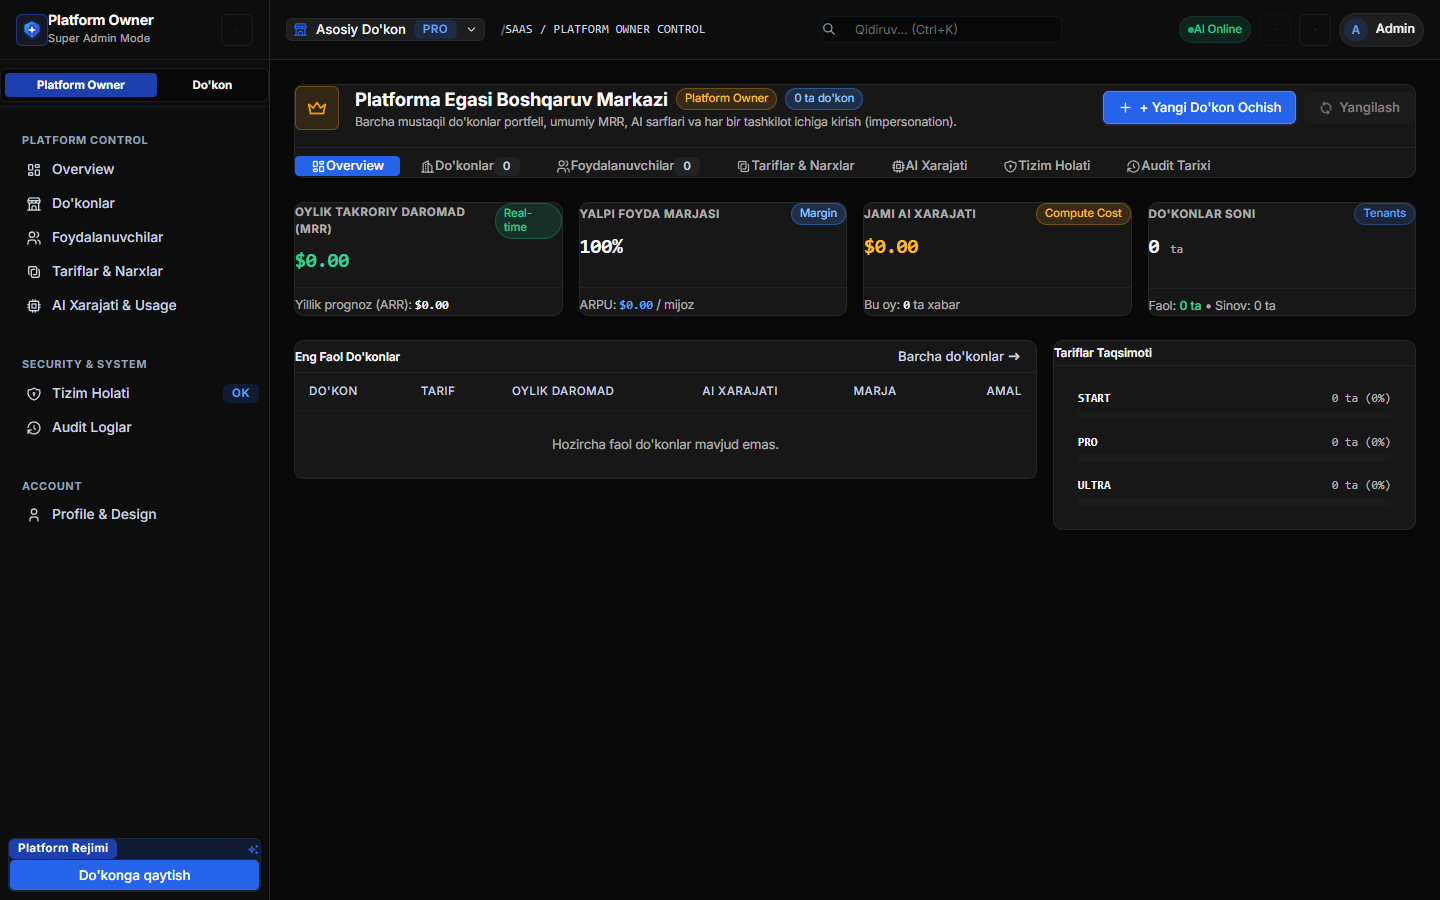 Platform Owner
Super Admin Mode
Platform Owner
Do'kon
PLATFORM CONTROL
Overview
Do'konlar
Foydalanuvchilar
Tariflar & Narxlar
AI Xarajati & Usage
SECURITY & SYSTEM
Tizim Holati
OK
Audit Loglar
ACCOUNT
Profile & Design
Platform Rejimi
Do'konga qaytish
Asosiy Do'kon
PRO
/SAAS / PLATFORM OWNER CONTROL
Qidiruv... (Ctrl+K)
AI Online
A
Admin
Platforma Egasi Boshqaruv Markazi
Platform Owner
0 ta do'kon
Barcha mustaqil do'konlar portfeli, umumiy MRR, AI sarflari va har bir tashkilot ichiga kirish (impersonation).
+ Yangi Do'kon Ochish
Yangilash
Overview
Do'konlar 0
Foydalanuvchilar 0
Tariflar & Narxlar
AI Xarajati
Tizim Holati
Audit Tarixi
OYLIK TAKRORIY DAROMAD
(MRR)
Real-
time
$0.00
Yillik prognoz (ARR): $0.00
YALPI FOYDA MARJASI
Margin
100%
ARPU: $0.00 / mijoz
JAMI AI XARAJATI
Compute Cost
$0.00
Bu oy: 0 ta xabar
DO'KONLAR SONI
Tenants
0 ta
Faol: 0 ta • Sinov: 0 ta
Eng Faol Do'konlar
Barcha do'konlar →
DO'KON
TARIF
OYLIK DAROMAD
AI XARAJATI
MARJA
AMAL
Hozircha faol do'konlar mavjud emas.
Tariflar Taqsimoti
START
0 ta (0%)
PRO
0 ta (0%)
ULTRA
0 ta (0%)